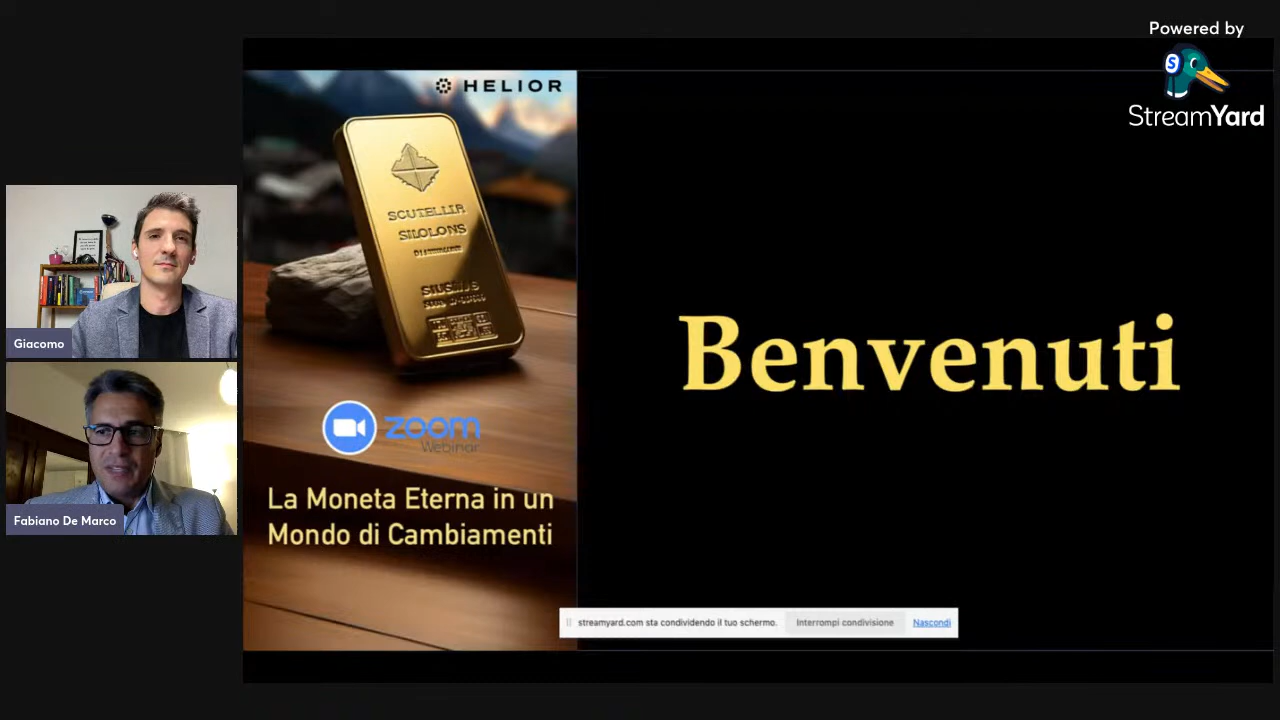 Powered by
StreamYard
HELIOR
SCUTELLIR
SILOLONS
zoom
Webinar
La Moneta Eterna in un
Mondo di Cambiamenti
Benvenuti
Giacomo
Fabiano De Marco
streamyard.com sta condividendo il tuo schermo.
Interrompi condivisione
Nascondi